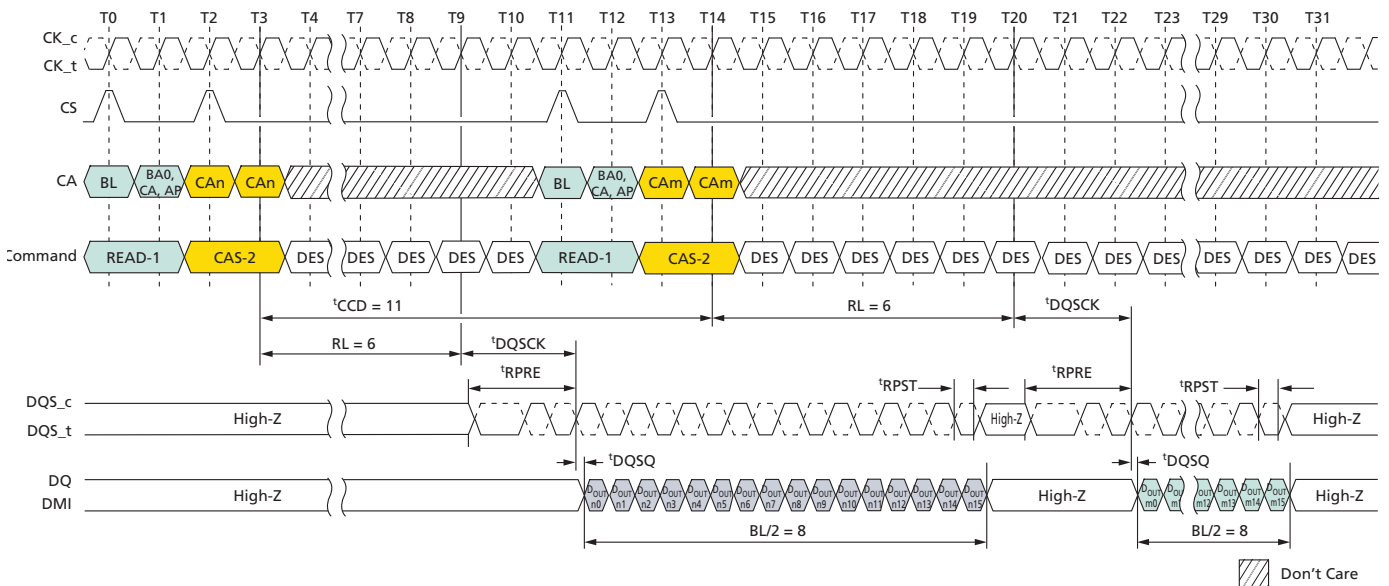 T0 T1 T2 T3 T4 T7 T8 T9 T10 T11 T12 T13 T14 T15 T16 T17 T18 T19 T20 T21 T22 T23 T29 T30 T31
CK_c
CK_t
CS
CA BL BA0, CA, AP CAn CAn BL BA0, CA, AP CAm CAm
Command READ-1 CAS-2 DES DES DES DES DES READ-1 CAS-2 DES DES DES DES DES DES DES DES DES DES DES DES
tCCD = 11 RL = 6 tDQSCK
RL = 6 tDQSCK
tRPRE tRPST tRPRE tRPST
DQS_c
DQS_t
High-Z High-Z High-Z
tDQSQ tDQSQ
DQ
DMI
High-Z DOUT n0 DOUT n1 DOUT n2 DOUT n3 DOUT n4 DOUT n5 DOUT n6 DOUT n7 DOUT n8 DOUT n9 DOUT n10 DOUT n11 DOUT n12 DOUT n13 DOUT n14 DOUT n15 High-Z DOUT m0 DOUT m12 DOUT m13 DOUT m14 DOUT m15 High-Z
BL/2 = 8 BL/2 = 8
Don't Care